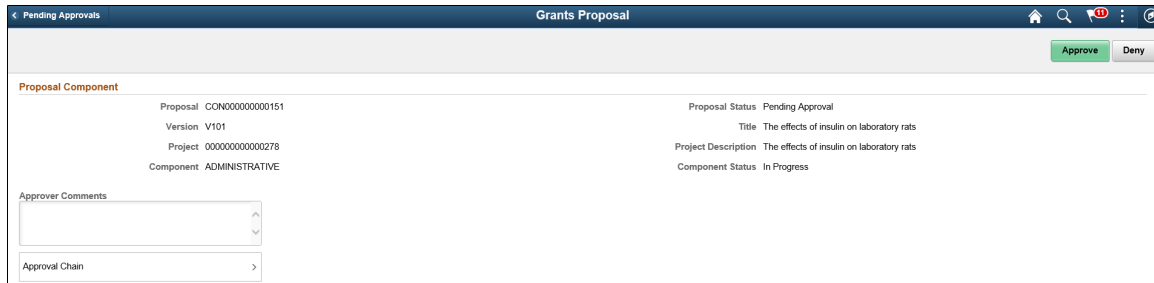 Pending Approvals
Grants Proposal
11
Approve
Deny
Proposal Component
Proposal CON000000000151
Proposal Status Pending Approval
Version V101
Title The effects of insulin on laboratory rats
Project 000000000000278
Project Description The effects of insulin on laboratory rats
Component ADMINISTRATIVE
Component Status In Progress
Approver Comments
Approval Chain